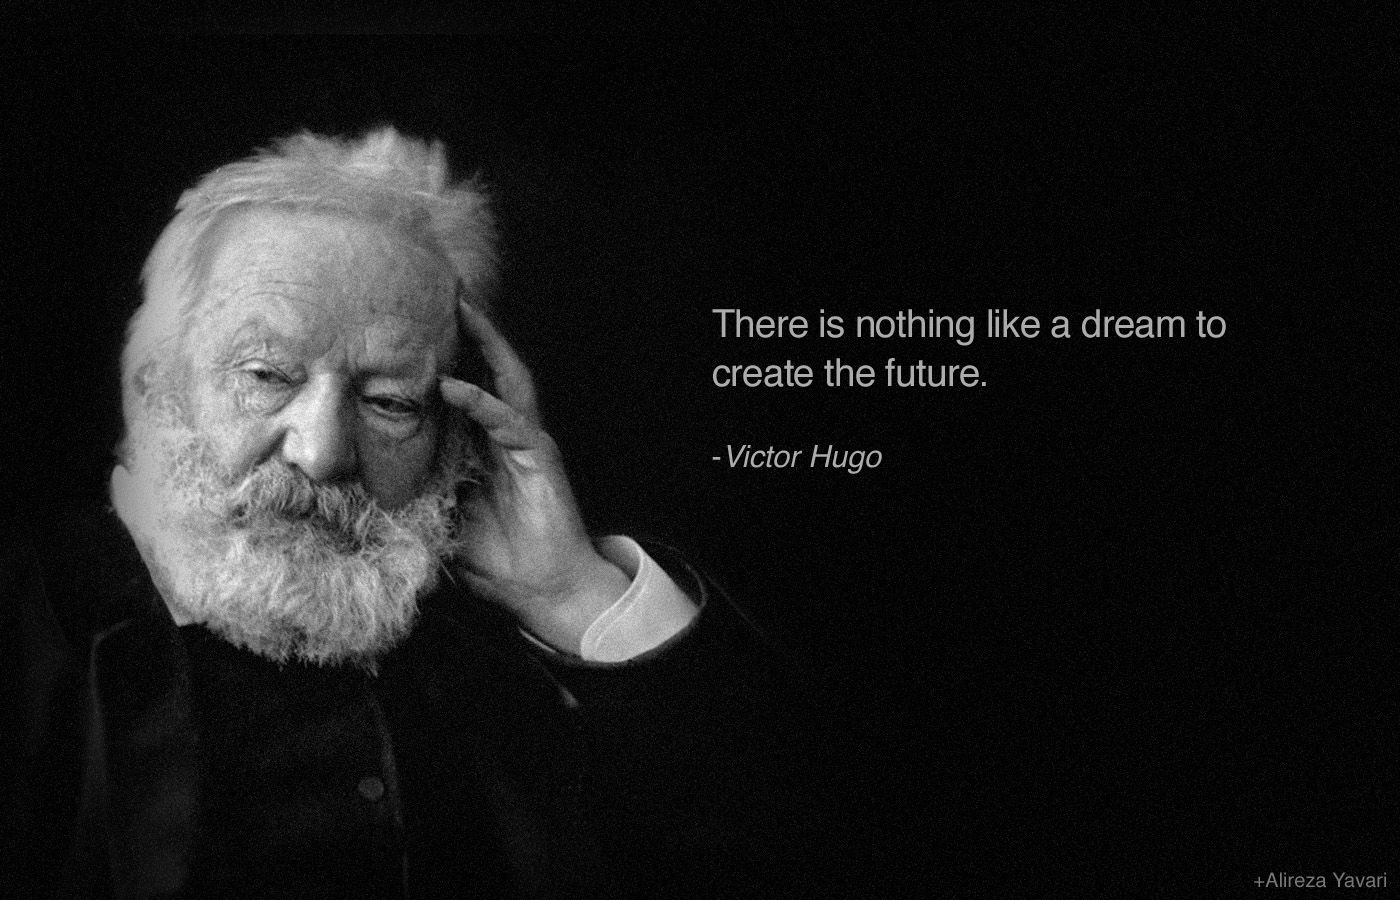 There is nothing like a dream to
create the future.
-Victor Hugo
+Alireza Yavari